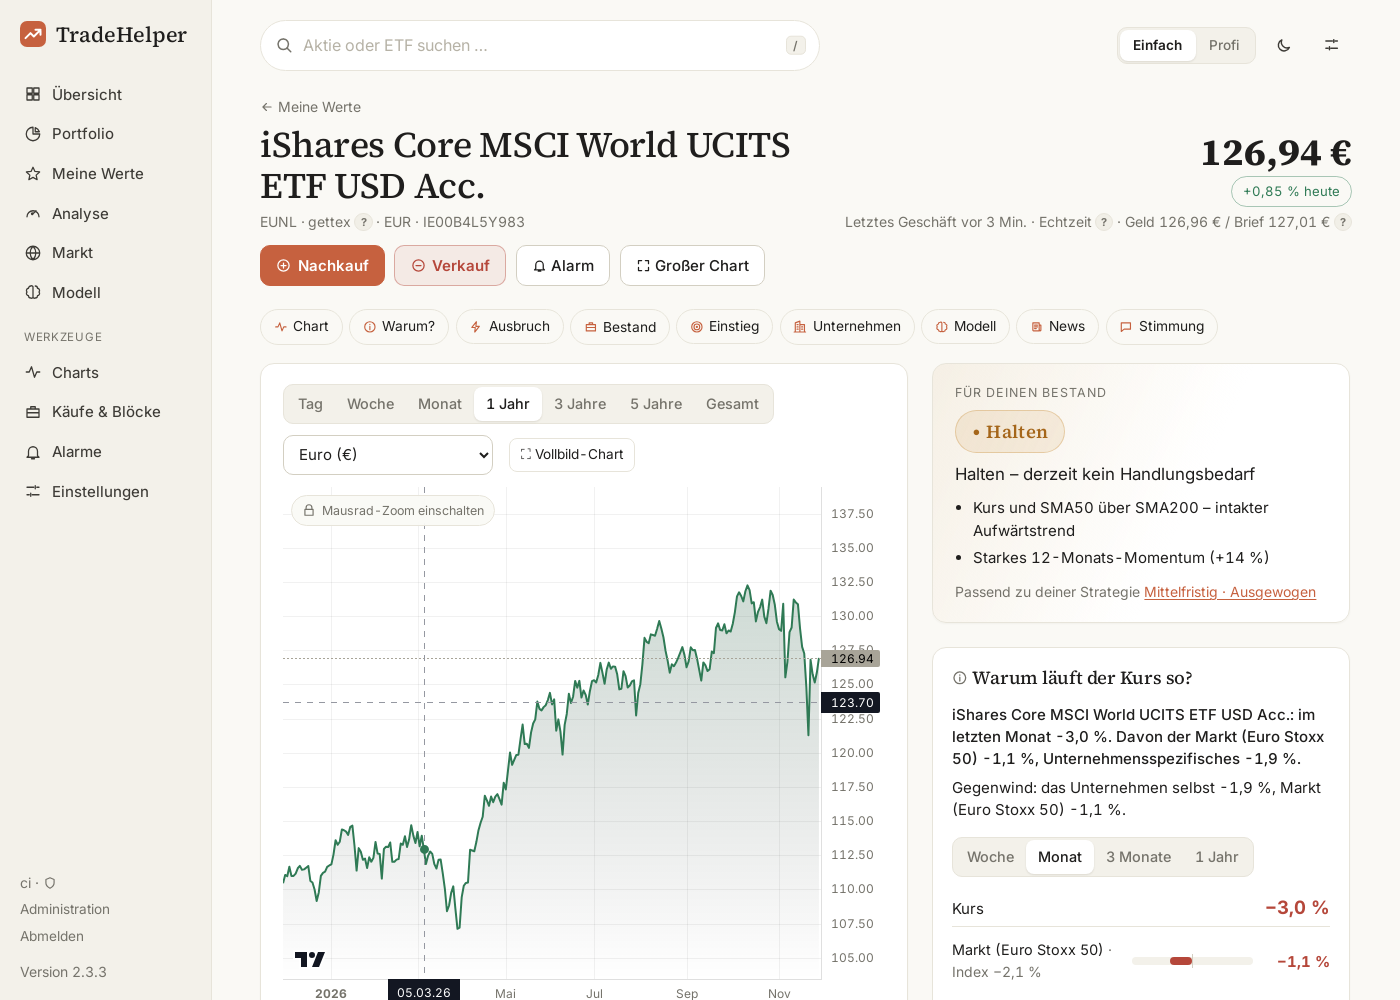 TradeHelper
Aktie oder ETF suchen ...
/
Einfach
Profi
Übersicht
Portfolio
Meine Werte
Analyse
Markt
Modell
WERKZEUGE
Charts
Käufe & Blöcke
Alarme
Einstellungen
ci ·
Administration
Abmelden
Version 2.3.3
← Meine Werte
iShares Core MSCI World UCITS
ETF USD Acc.
126,94 €
+0,85 % heute
EUNL · gettex ? · EUR · IE00B4L5Y983
Letztes Geschäft vor 3 Min. · Echtzeit ? · Geld 126,96 € / Brief 127,01 € ?
Nachkauf
Verkauf
Alarm
Großer Chart
Chart
Warum?
Ausbruch
Bestand
Einstieg
Unternehmen
Modell
News
Stimmung
Tag
Woche
Monat
1 Jahr
3 Jahre
5 Jahre
Gesamt
Euro (€)
Vollbild-Chart
Mausrad-Zoom einschalten
137.50
135.00
132.50
130.00
127.50
126.94
125.00
123.70
122.50
120.00
117.50
115.00
112.50
110.00
107.50
105.00
2026
05.03.26
Mai
Jul
Sep
Nov
FÜR DEINEN BESTAND
• Halten
Halten – derzeit kein Handlungsbedarf
• Kurs und SMA50 über SMA200 – intakter
Aufwärtstrend
• Starkes 12-Monats-Momentum (+14 %)
Passend zu deiner Strategie Mittelfristig · Ausgewogen
Warum läuft der Kurs so?
iShares Core MSCI World UCITS ETF USD Acc.: im
letzten Monat -3,0 %. Davon der Markt (Euro Stoxx
50) -1,1 %, Unternehmensspezifisches -1,9 %.
Gegenwind: das Unternehmen selbst -1,9 %, Markt
(Euro Stoxx 50) -1,1 %.
Woche
Monat
3 Monate
1 Jahr
Kurs
−3,0 %
Markt (Euro Stoxx 50) ·
Index −2,1 %
−1,1 %